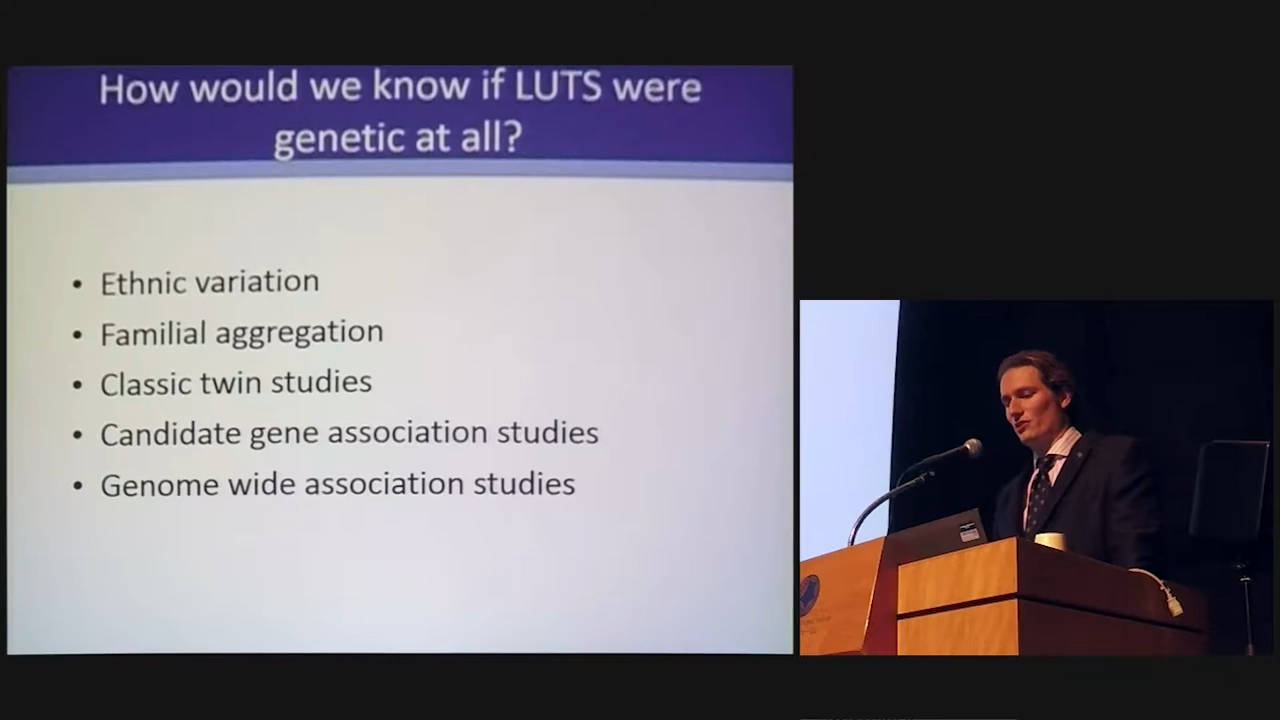 How would we know if LUTS were
genetic at all?
• Ethnic variation
• Familial aggregation
• Classic twin studies
• Candidate gene association studies
• Genome wide association studies